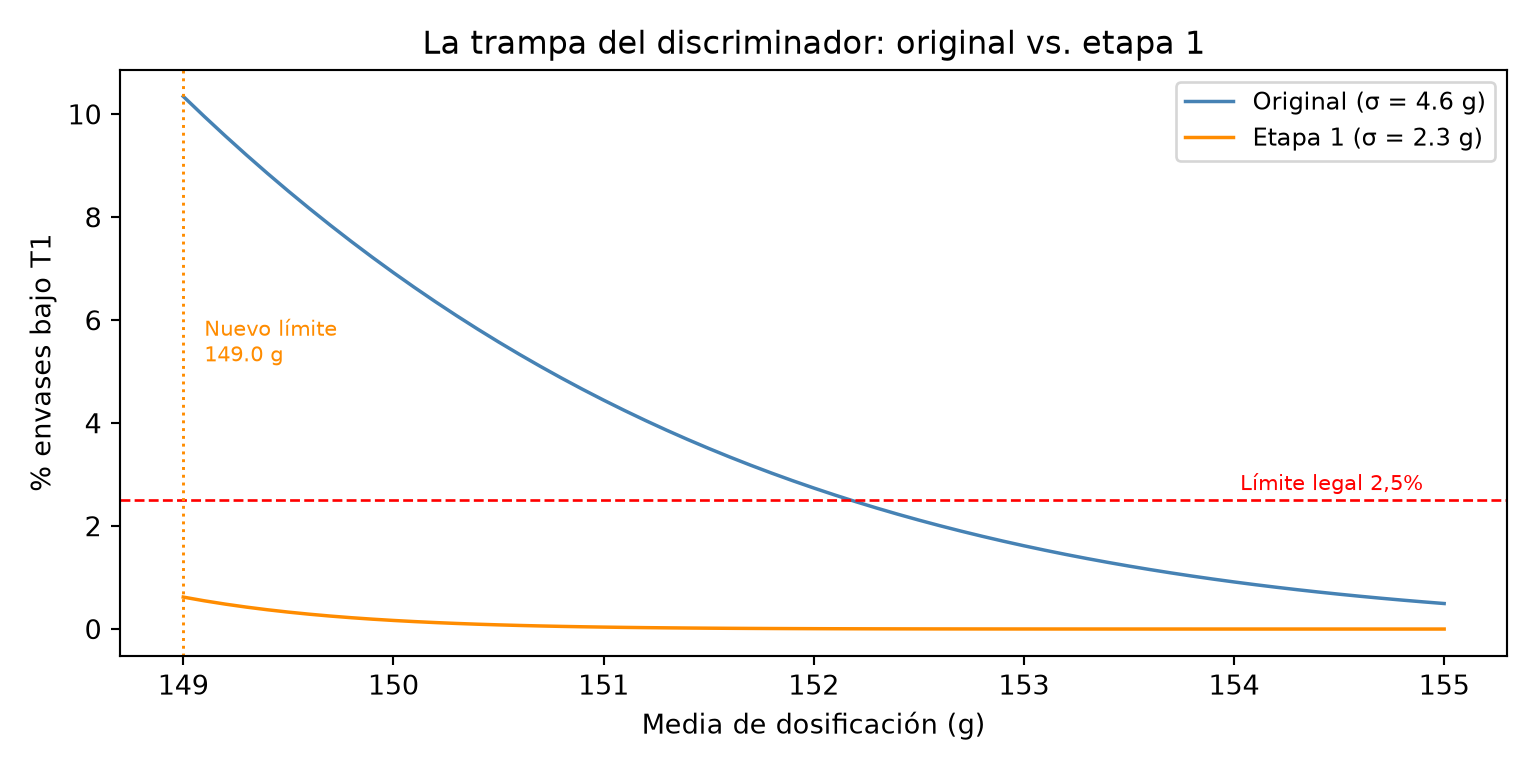 La trampa del discriminador: original vs. etapa 1
Original (σ = 4.6 g)
Etapa 1 (σ = 2.3 g)
% envases bajo T1
10
8
6
4
2
0
Nuevo límite
149.0 g
Límite legal 2,5%
149
150
151
152
153
154
155
Media de dosificación (g)